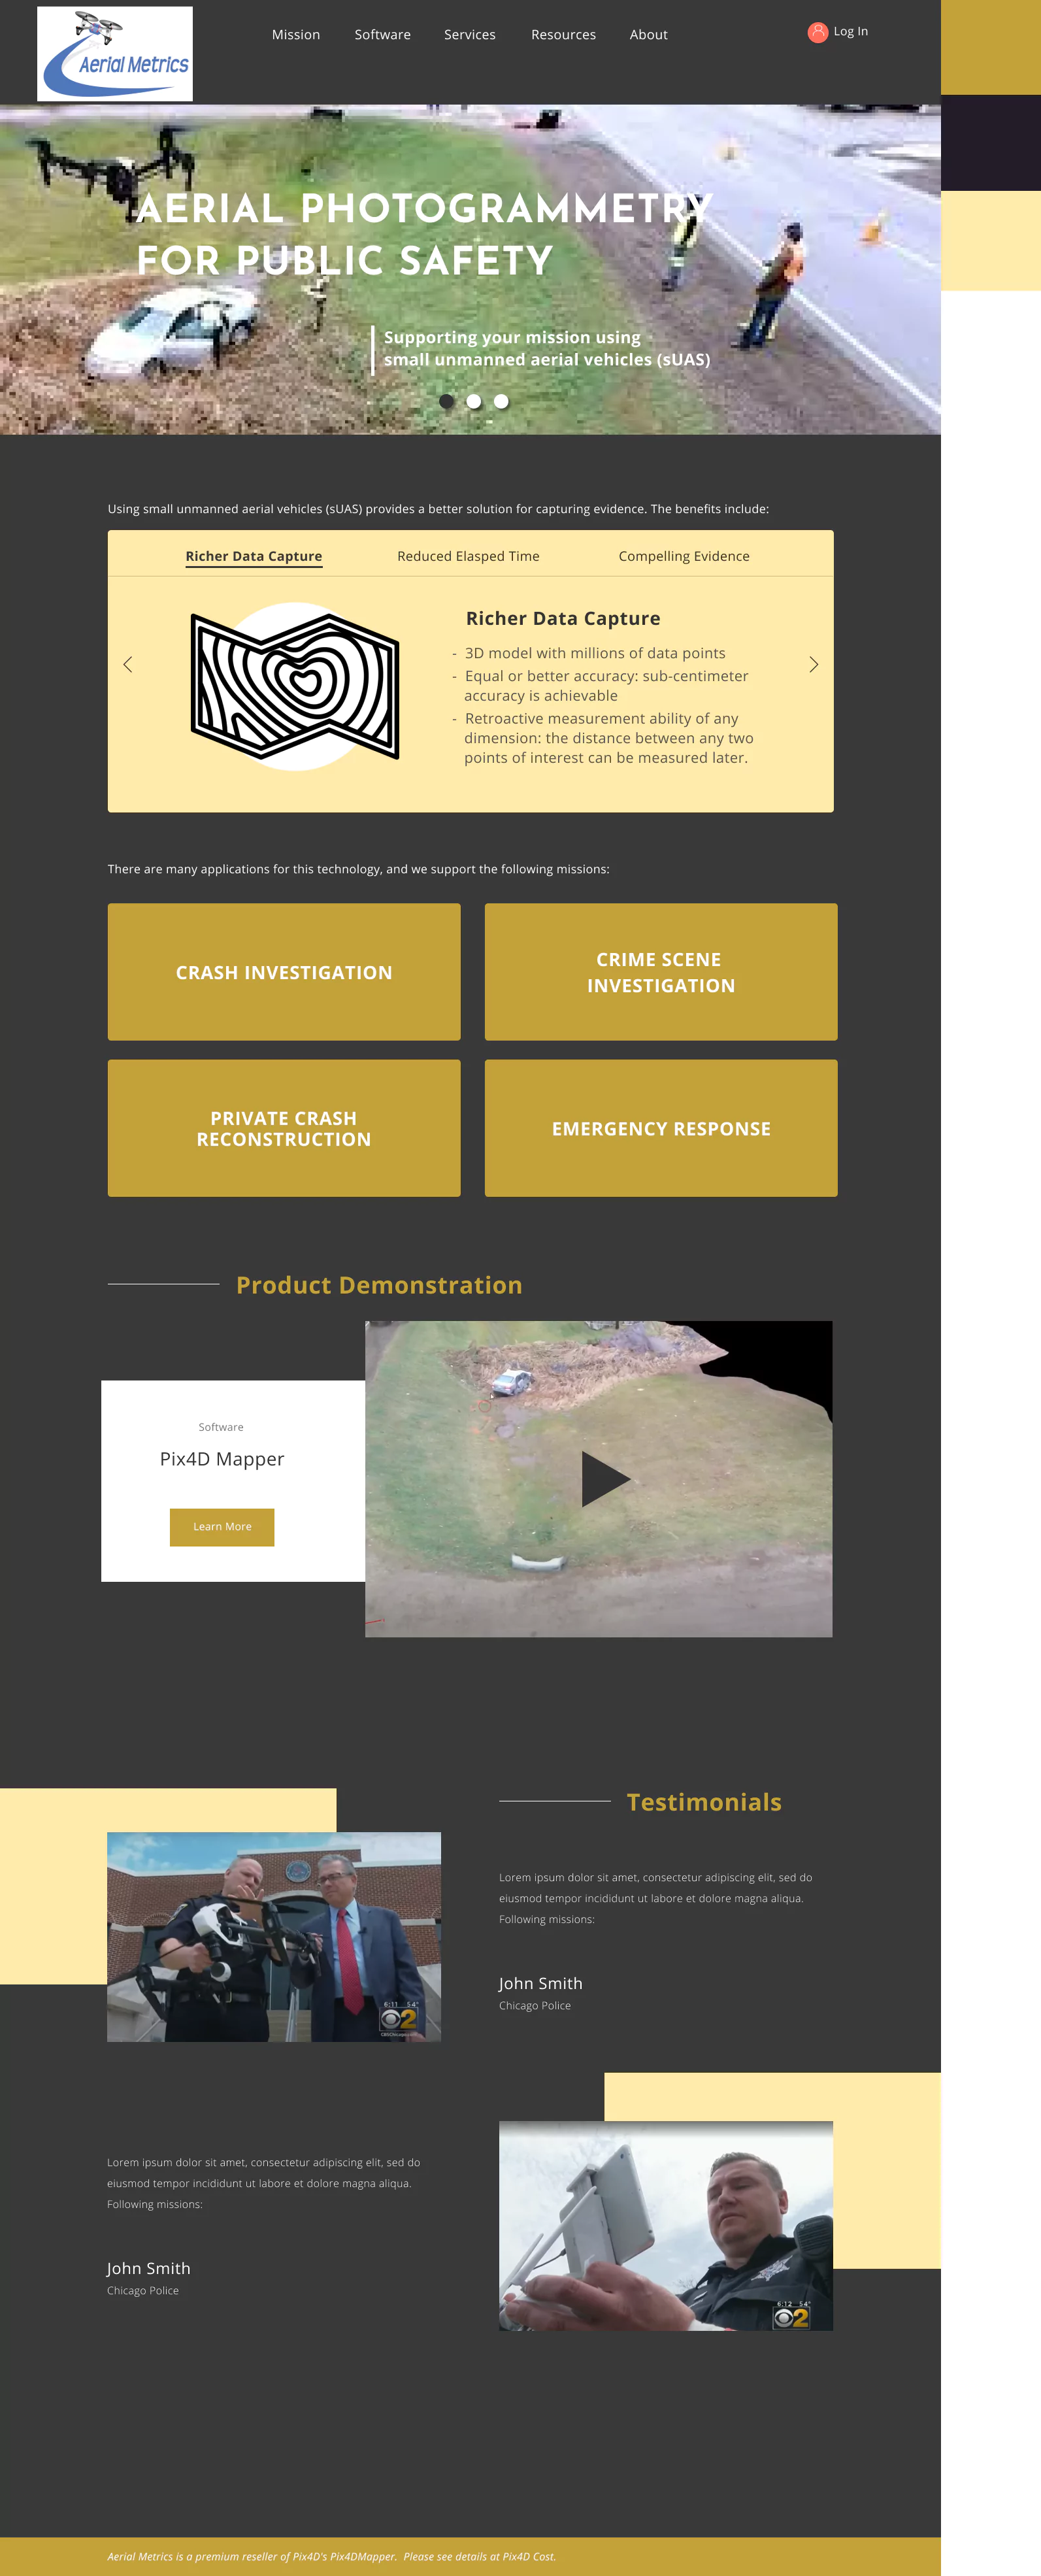 Aerial Metrics
Mission Software Services Resources About
Log In
AERIAL PHOTOGRAMMETRY
FOR PUBLIC SAFETY
Supporting your mission using
small unmanned aerial vehicles (sUAS)
Using small unmanned aerial vehicles (sUAS) provides a better solution for capturing evidence. The benefits include:
Richer Data Capture Reduced Elasped Time Compelling Evidence
Richer Data Capture
- 3D model with millions of data points
- Equal or better accuracy: sub-centimeter
accuracy is achievable
- Retroactive measurement ability of any
dimension: the distance between any two
points of interest can be measured later.
There are many applications for this technology, and we support the following missions:
CRASH INVESTIGATION
CRIME SCENE
INVESTIGATION
PRIVATE CRASH
RECONSTRUCTION
EMERGENCY RESPONSE
Product Demonstration
Software
Pix4D Mapper
Learn More
Testimonials
Lorem ipsum dolor sit amet, consectetur adipiscing elit, sed do
eiusmod tempor incididunt ut labore et dolore magna aliqua.
Following missions:
John Smith
Chicago Police
6:11 54°
2
Lorem ipsum dolor sit amet, consectetur adipiscing elit, sed do
eiusmod tempor incididunt ut labore et dolore magna aliqua.
Following missions:
John Smith
Chicago Police
6:12 54°
2
Aerial Metrics is a premium reseller of Pix4D's Pix4DMapper. Please see details at Pix4D Cost.